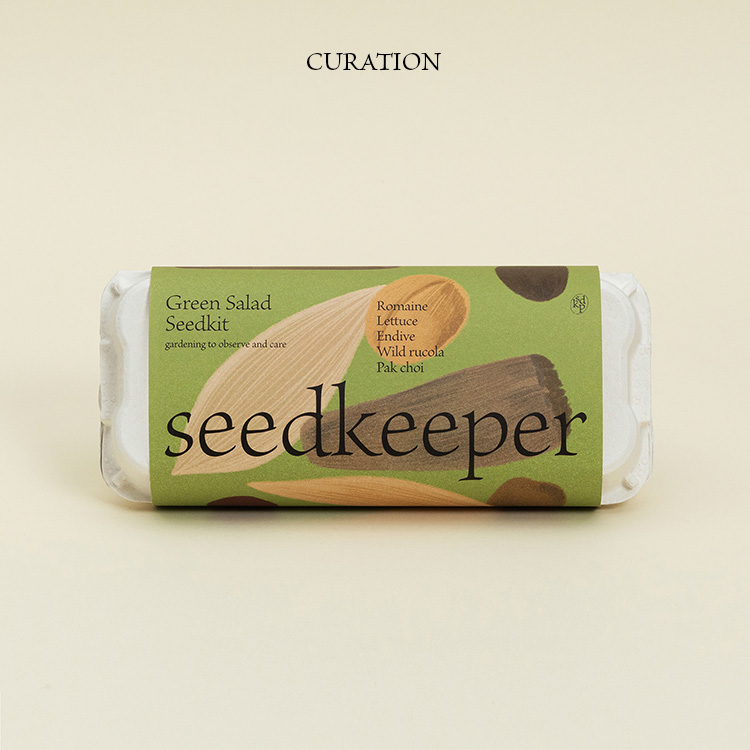 CURATION
Green Salad
Seedkit
gardening to observe and care
Romaine
Lettuce
Endive
Wild rucola
Pak choi
seedkeeper